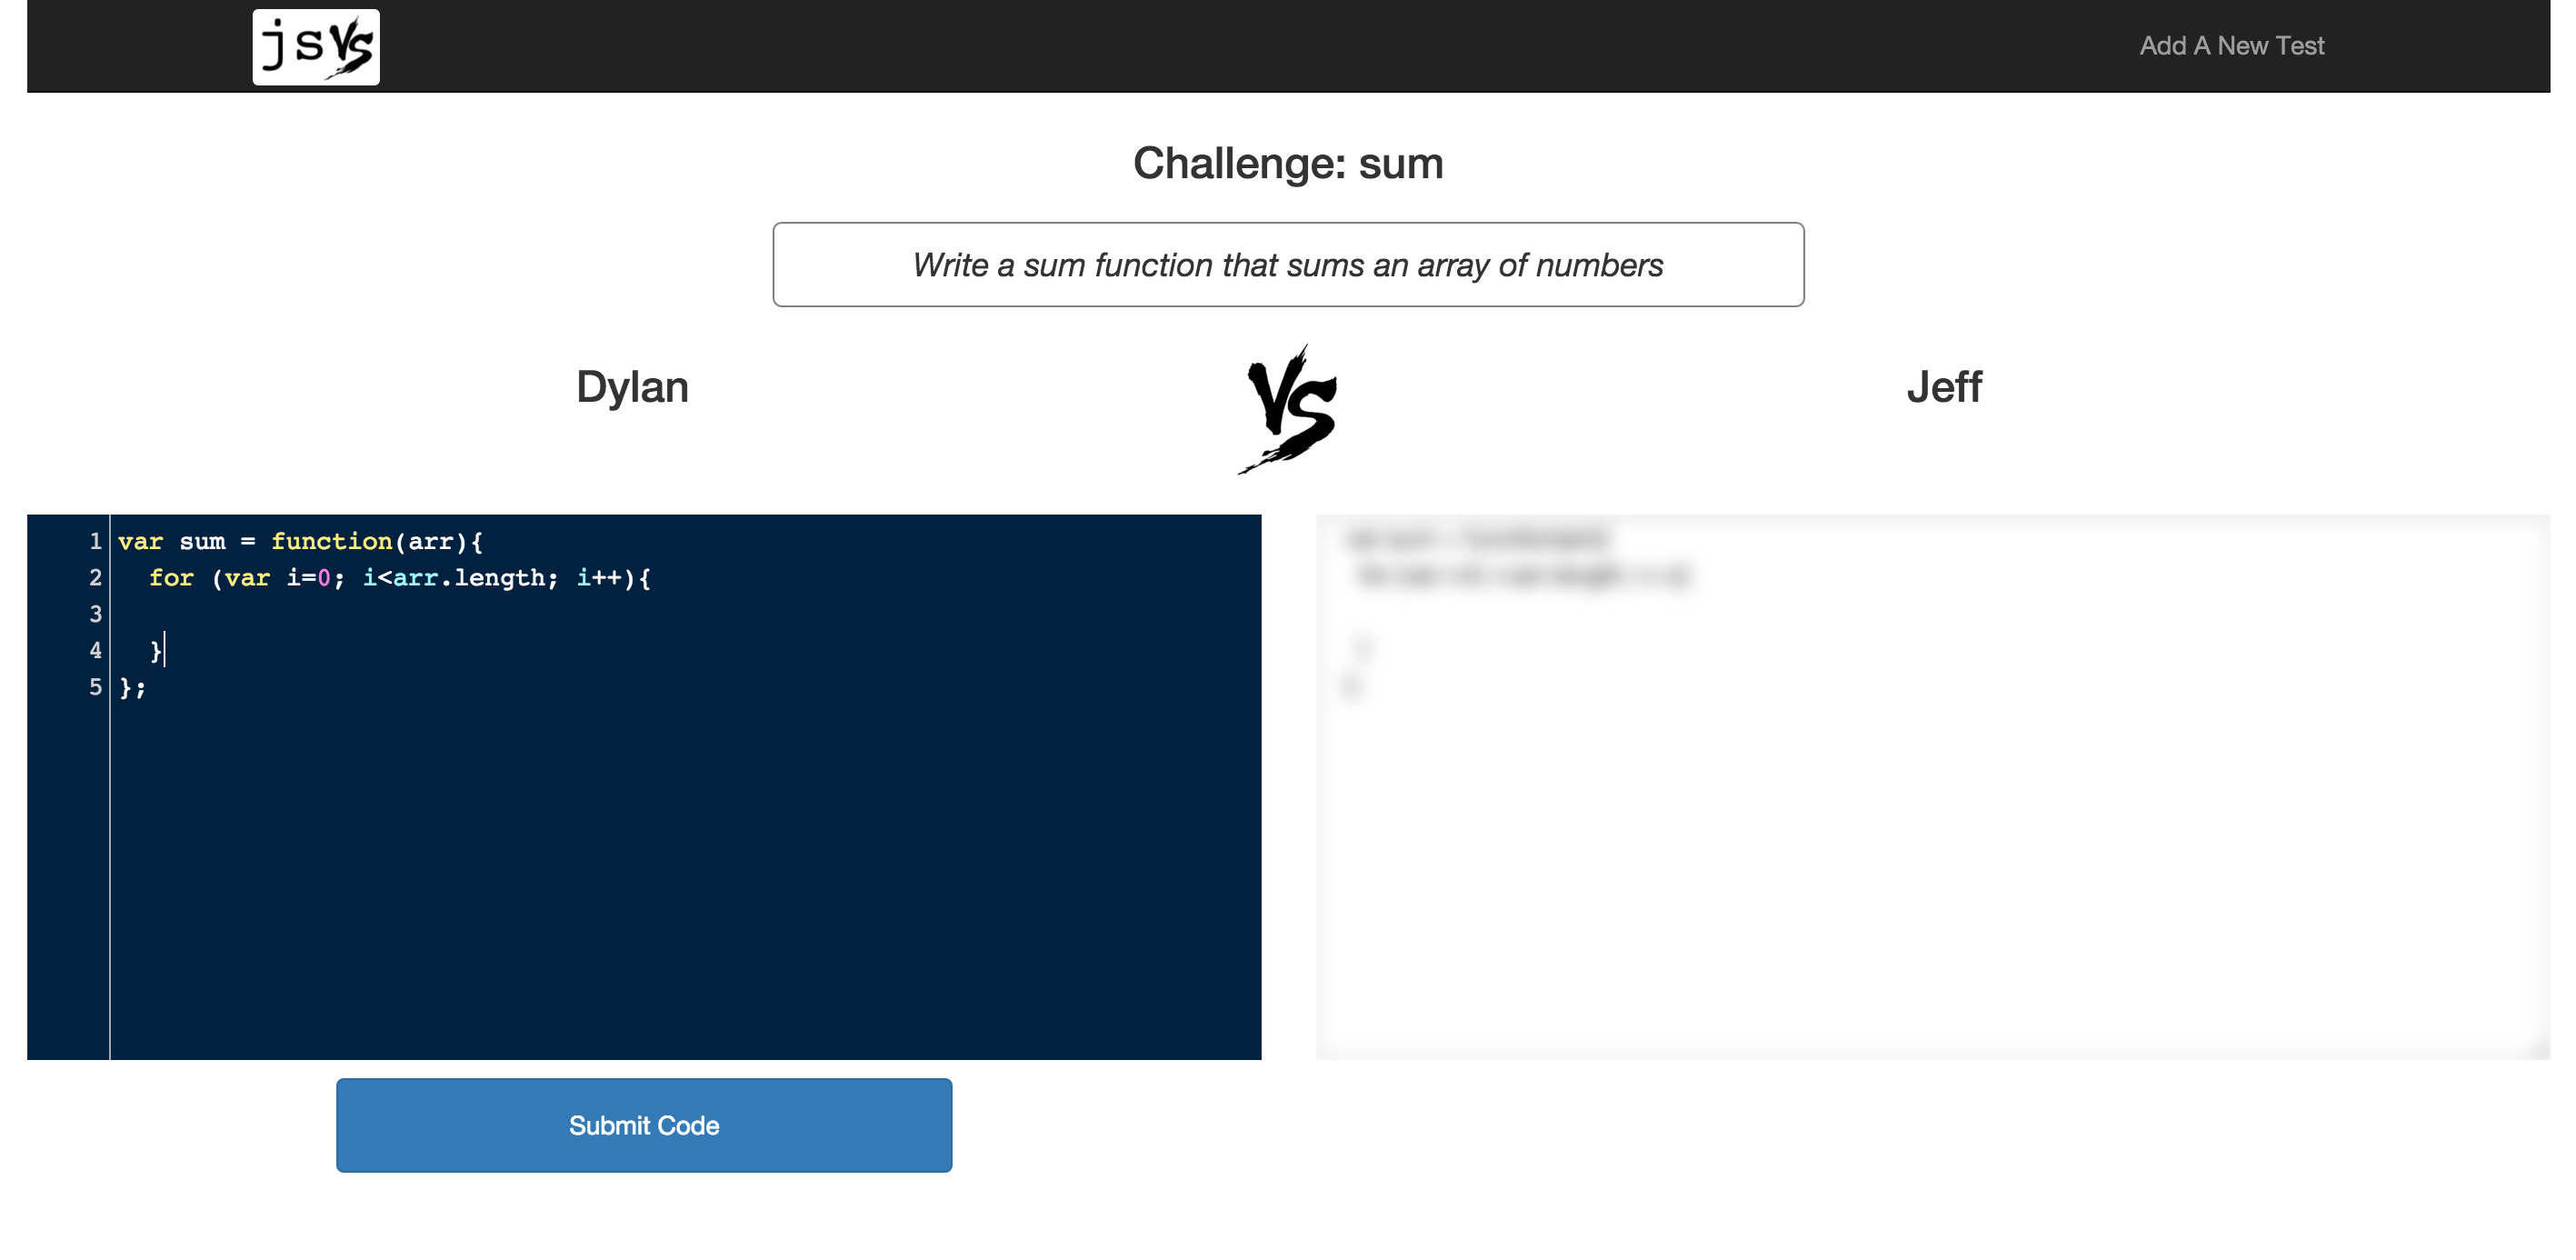 jsVS
Add A New Test
Challenge: sum
Write a sum function that sums an array of numbers
Dylan
VS
Jeff
1 var sum = function(arr){
2   for (var i=0; i<arr.length; i++){
3
4   }
5 };
Submit Code